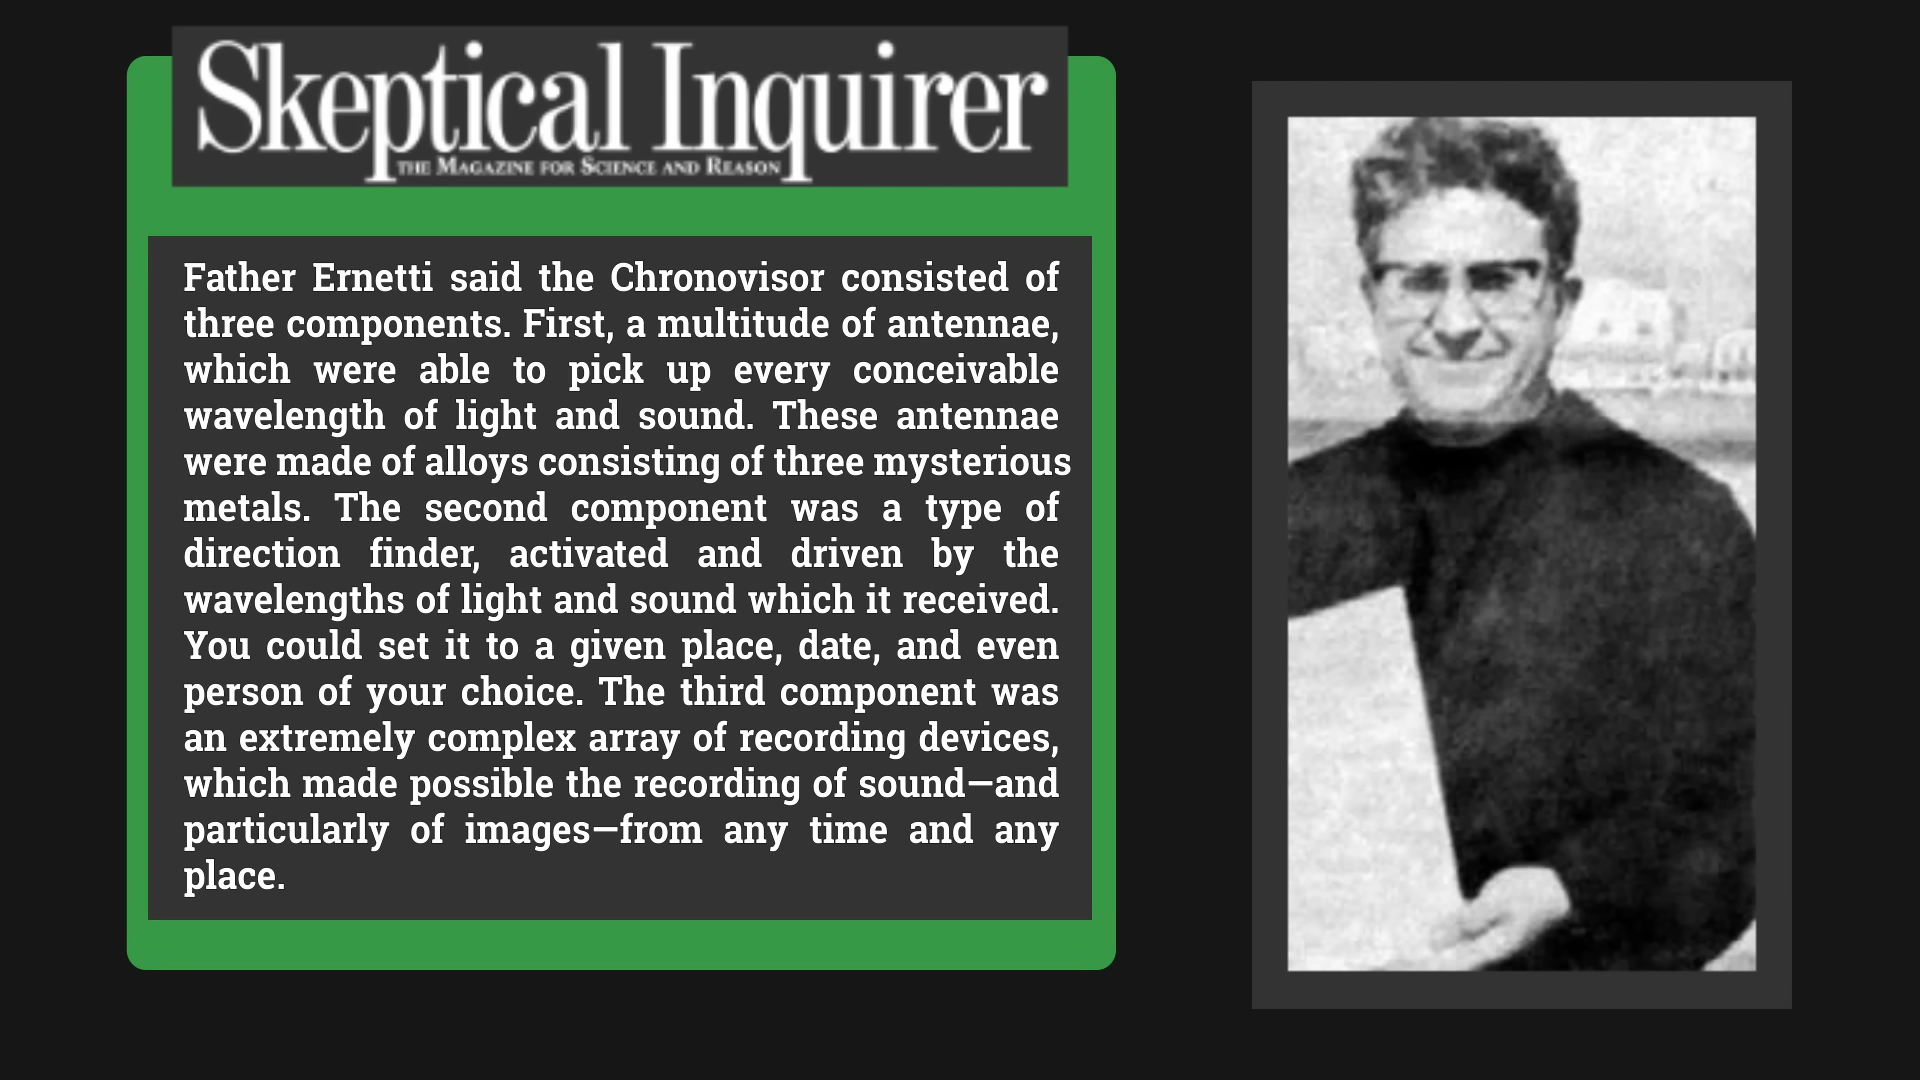 Skeptical Inquirer
THE MAGAZINE FOR SCIENCE AND REASON
Father Ernetti said the Chronovisor consisted of
three components. First, a multitude of antennae,
which were able to pick up every conceivable
wavelength of light and sound. These antennae
were made of alloys consisting of three mysterious
metals. The second component was a type of
direction finder, activated and driven by the
wavelengths of light and sound which it received.
You could set it to a given place, date, and even
person of your choice. The third component was
an extremely complex array of recording devices,
which made possible the recording of sound—and
particularly of images—from any time and any
place.